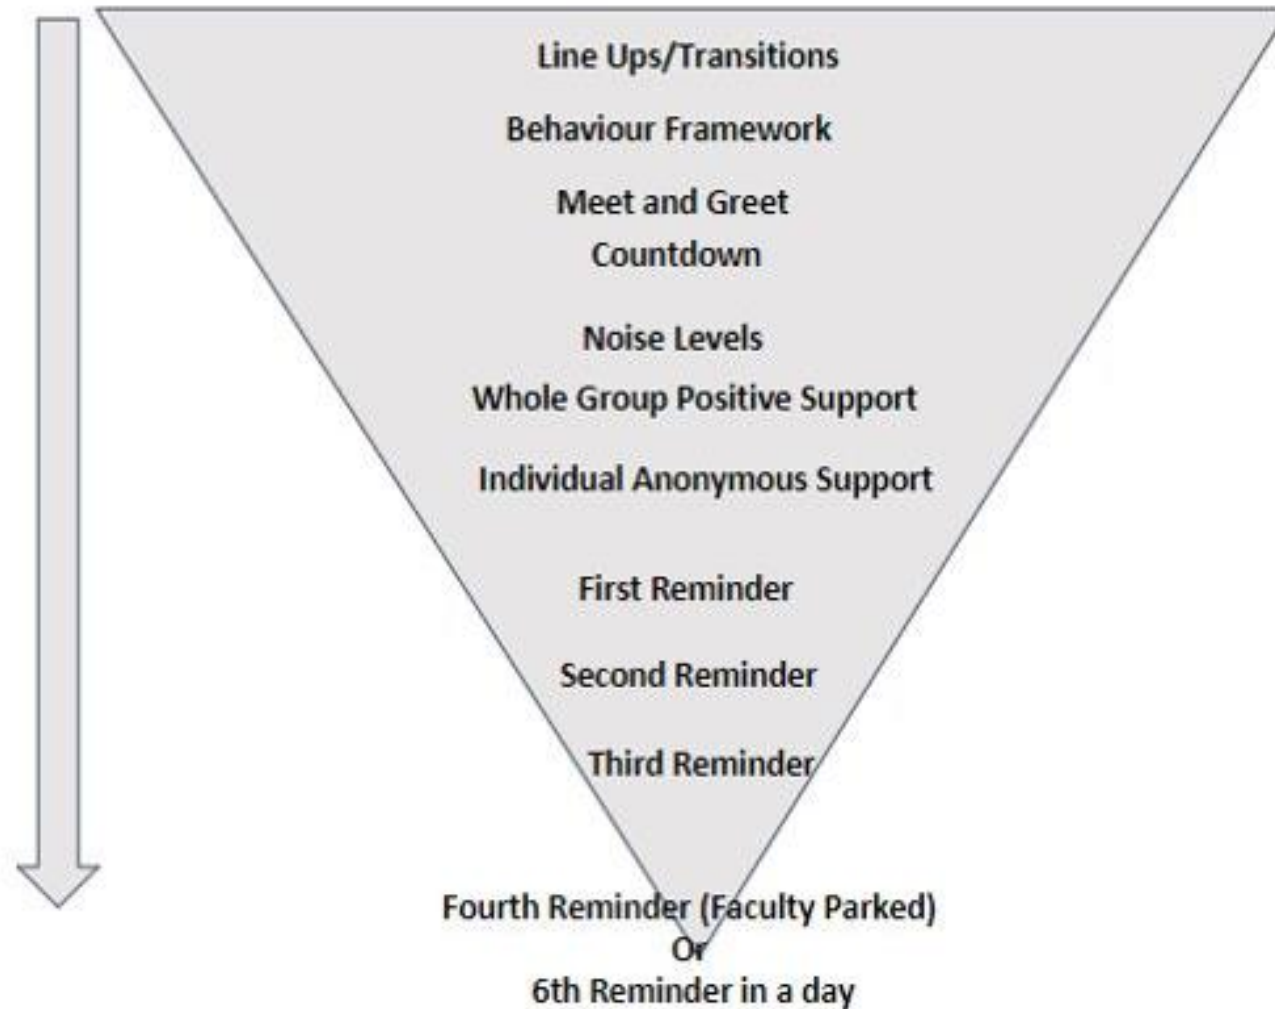 Line Ups/Transitions
Behaviour Framework
Meet and Greet
Countdown
Noise Levels
Whole Group Positive Support
Individual Anonymous Support
First Reminder
Second Reminder
Third Reminder
Fourth Reminder (Faculty Parked)
Or
6th Reminder in a day